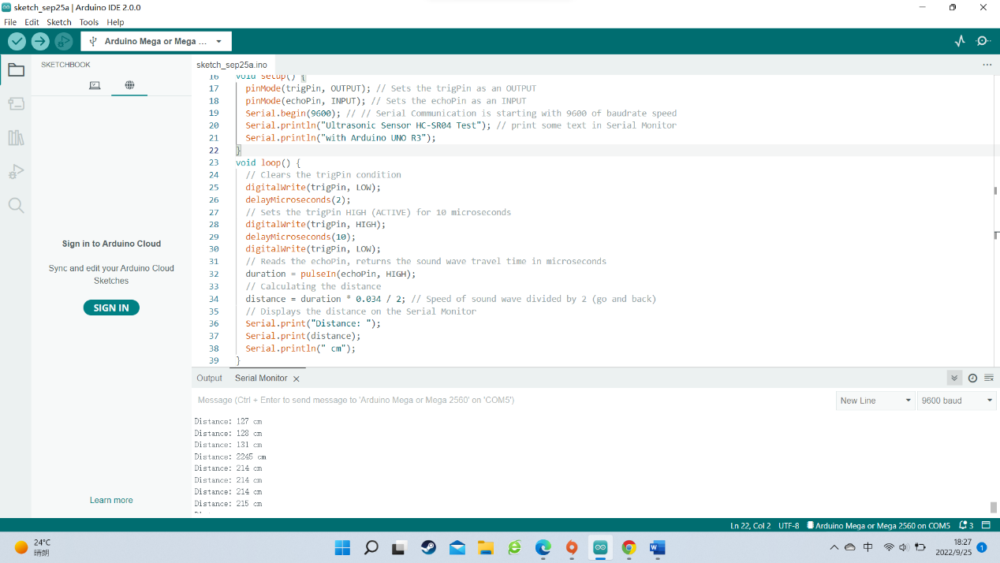 sketch_sep25a | Arduino IDE 2.0.0
File Edit Sketch Tools Help
Arduino Mega or Mega ...
SKETCHBOOK
Sign in to Arduino Cloud
Sync and edit your Arduino Cloud
Sketches
SIGN IN
Learn more
sketch_sep25a.ino
16 void setup() {
17 pinMode(trigPin, OUTPUT); // Sets the trigPin as an OUTPUT
18 pinMode(echoPin, INPUT); // Sets the echoPin as an INPUT
19 Serial.begin(9600); // // Serial Communication is starting with 9600 of baudrate speed
20 Serial.println("Ultrasonic Sensor HC-SR04 Test"); // print some text in Serial Monitor
21 Serial.println("with Arduino UNO R3");
22 }
23 void loop() {
24 // Clears the trigPin condition
25 digitalWrite(trigPin, LOW);
26 delayMicroseconds(2);
27 // Sets the trigPin HIGH (ACTIVE) for 10 microseconds
28 digitalWrite(trigPin, HIGH);
29 delayMicroseconds(10);
30 digitalWrite(trigPin, LOW);
31 // Reads the echoPin, returns the sound wave travel time in microseconds
32 duration = pulseIn(echoPin, HIGH);
33 // Calculating the distance
34 distance = duration * 0.034 / 2; // Speed of sound wave divided by 2 (go and back)
35 // Displays the distance on the Serial Monitor
36 Serial.print("Distance: ");
37 Serial.print(distance);
38 Serial.println(" cm");
39 }
Output Serial Monitor
Message (Ctrl + Enter to send message to 'Arduino Mega or Mega 2560' on 'COM5')
New Line 9600 baud
Distance: 127 cm
Distance: 128 cm
Distance: 131 cm
Distance: 2245 cm
Distance: 214 cm
Distance: 214 cm
Distance: 214 cm
Distance: 215 cm
Ln 22, Col 2 UTF-8 Arduino Mega or Mega 2560 on COM5 3
24°C
晴朗
中
18:27
2022/9/25
1